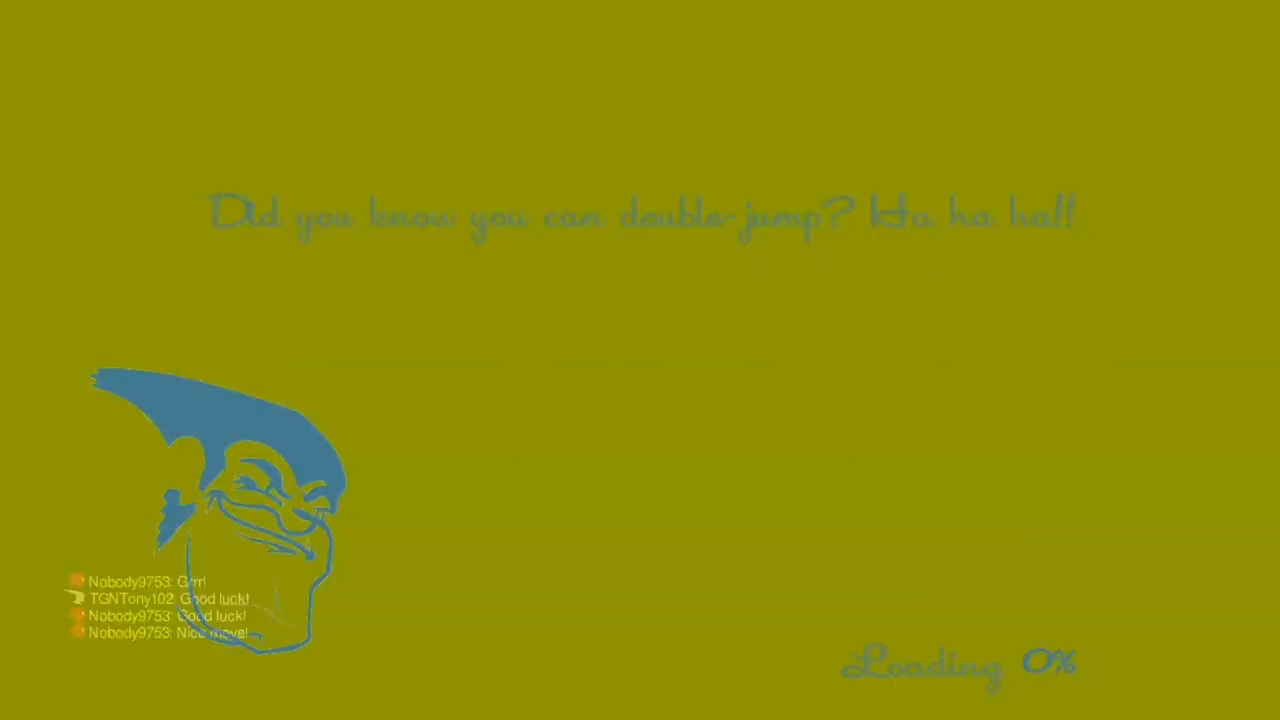 Did you know you can double-jump? Ha ha ha!!
Nobody9753: Grrr!
TGNTony102: Good luck!
Nobody9753: Good luck!
Nobody9753: Nice move!
Loading 0%